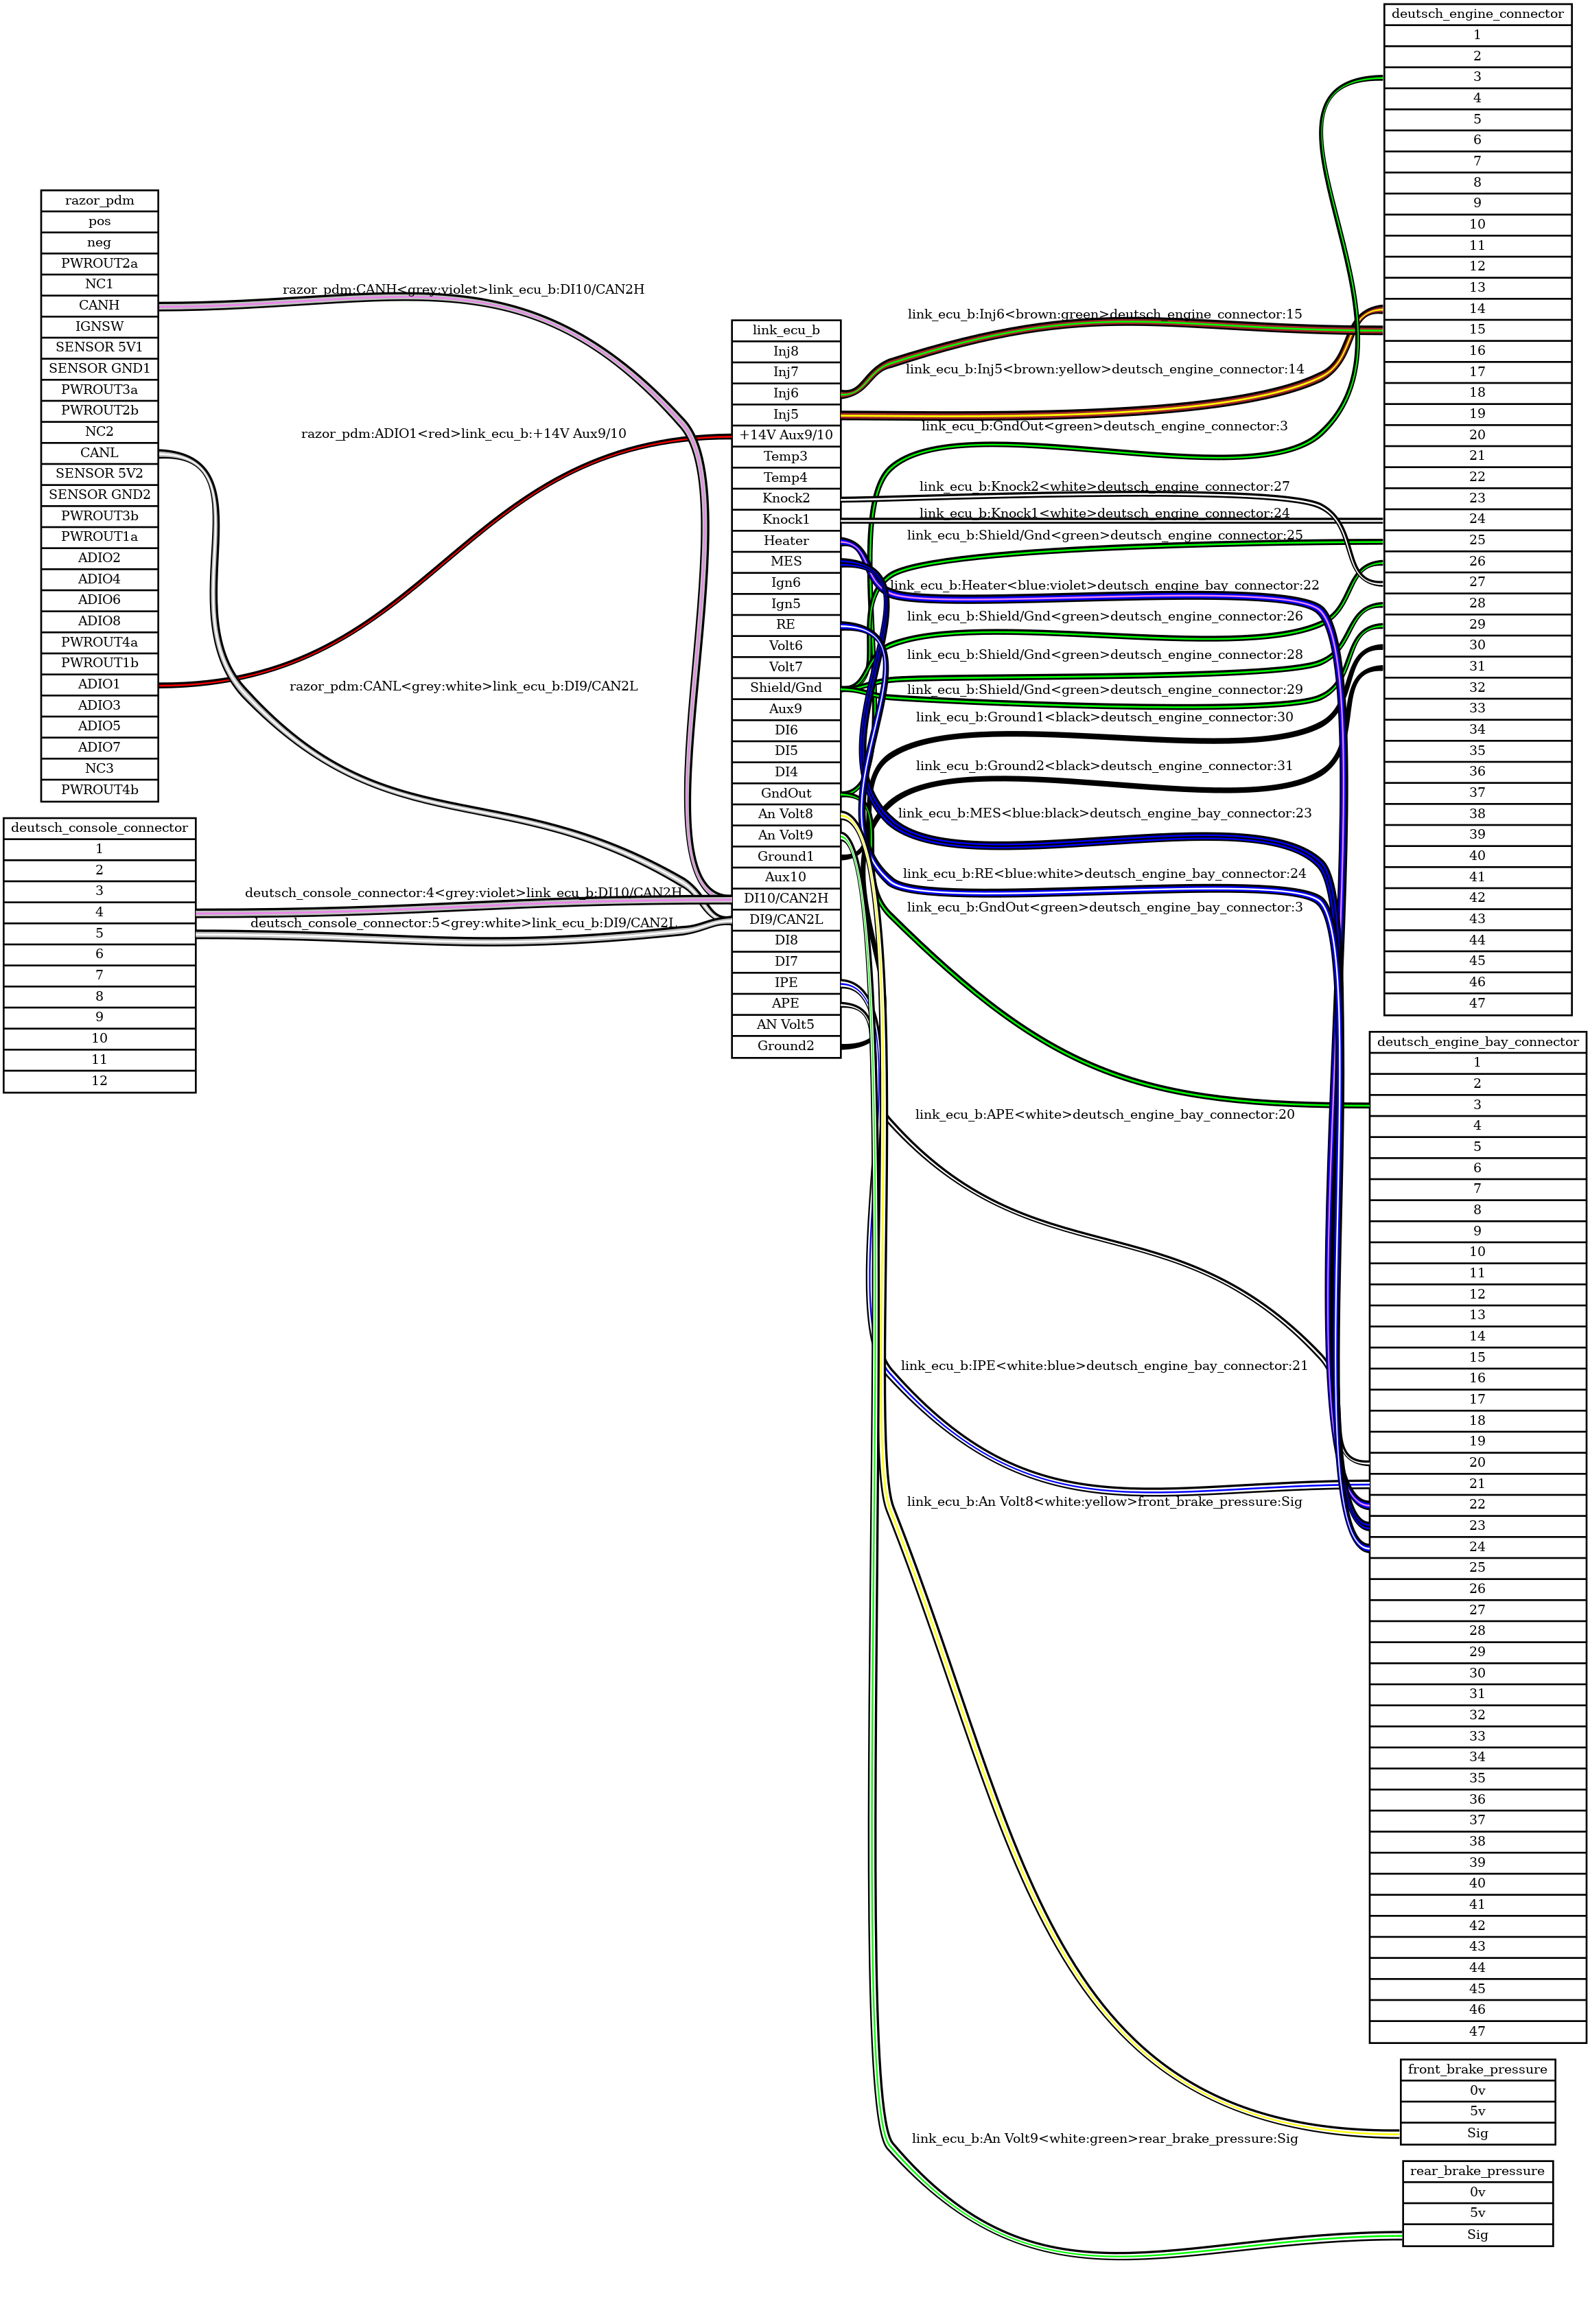 razor_pdm
pos
neg
PWROUT2a
NC1
CANH
IGNSW
SENSOR 5V1
SENSOR GND1
PWROUT3a
PWROUT2b
NC2
CANL
SENSOR 5V2
SENSOR GND2
PWROUT3b
PWROUT1a
ADIO2
ADIO4
ADIO6
ADIO8
PWROUT4a
PWROUT1b
ADIO1
ADIO3
ADIO5
ADIO7
NC3
PWROUT4b
deutsch_console_connector
1
2
3
4
5
6
7
8
9
10
11
12
razor_pdm:CANH<grey:violet>link_ecu_b:DI10/CAN2H
razor_pdm:ADIO1<red>link_ecu_b:+14V Aux9/10
razor_pdm:CANL<grey:white>link_ecu_b:DI9/CAN2L
deutsch_console_connector:4<grey:violet>link_ecu_b:DI10/CAN2H
deutsch_console_connector:5<grey:white>link_ecu_b:DI9/CAN2L
link_ecu_b
Inj8
Inj7
Inj6
Inj5
+14V Aux9/10
Temp3
Temp4
Knock2
Knock1
Heater
MES
Ign6
Ign5
RE
Volt6
Volt7
Shield/Gnd
Aux9
DI6
DI5
DI4
GndOut
An Volt8
An Volt9
Ground1
Aux10
DI10/CAN2H
DI9/CAN2L
DI8
DI7
IPE
APE
AN Volt5
Ground2
link_ecu_b:Inj6<brown:green>deutsch_engine_connector:15
link_ecu_b:Inj5<brown:yellow>deutsch_engine_connector:14
link_ecu_b:GndOut<green>deutsch_engine_connector:3
link_ecu_b:Knock2<white>deutsch_engine_connector:27
link_ecu_b:Knock1<white>deutsch_engine_connector:24
link_ecu_b:Shield/Gnd<green>deutsch_engine_connector:25
link_ecu_b:Heater<blue:violet>deutsch_engine_bay_connector:22
link_ecu_b:Shield/Gnd<green>deutsch_engine_connector:26
link_ecu_b:Shield/Gnd<green>deutsch_engine_connector:28
link_ecu_b:Shield/Gnd<green>deutsch_engine_connector:29
link_ecu_b:Ground1<black>deutsch_engine_connector:30
link_ecu_b:Ground2<black>deutsch_engine_connector:31
link_ecu_b:MES<blue:black>deutsch_engine_bay_connector:23
link_ecu_b:RE<blue:white>deutsch_engine_bay_connector:24
link_ecu_b:GndOut<green>deutsch_engine_bay_connector:3
link_ecu_b:APE<white>deutsch_engine_bay_connector:20
link_ecu_b:IPE<white:blue>deutsch_engine_bay_connector:21
link_ecu_b:An Volt8<white:yellow>front_brake_pressure:Sig
link_ecu_b:An Volt9<white:green>rear_brake_pressure:Sig
deutsch_engine_connector
1
2
3
4
5
6
7
8
9
10
11
12
13
14
15
16
17
18
19
20
21
22
23
24
25
26
27
28
29
30
31
32
33
34
35
36
37
38
39
40
41
42
43
44
45
46
47
deutsch_engine_bay_connector
1
2
3
4
5
6
7
8
9
10
11
12
13
14
15
16
17
18
19
20
21
22
23
24
25
26
27
28
29
30
31
32
33
34
35
36
37
38
39
40
41
42
43
44
45
46
47
front_brake_pressure
0v
5v
Sig
rear_brake_pressure
0v
5v
Sig